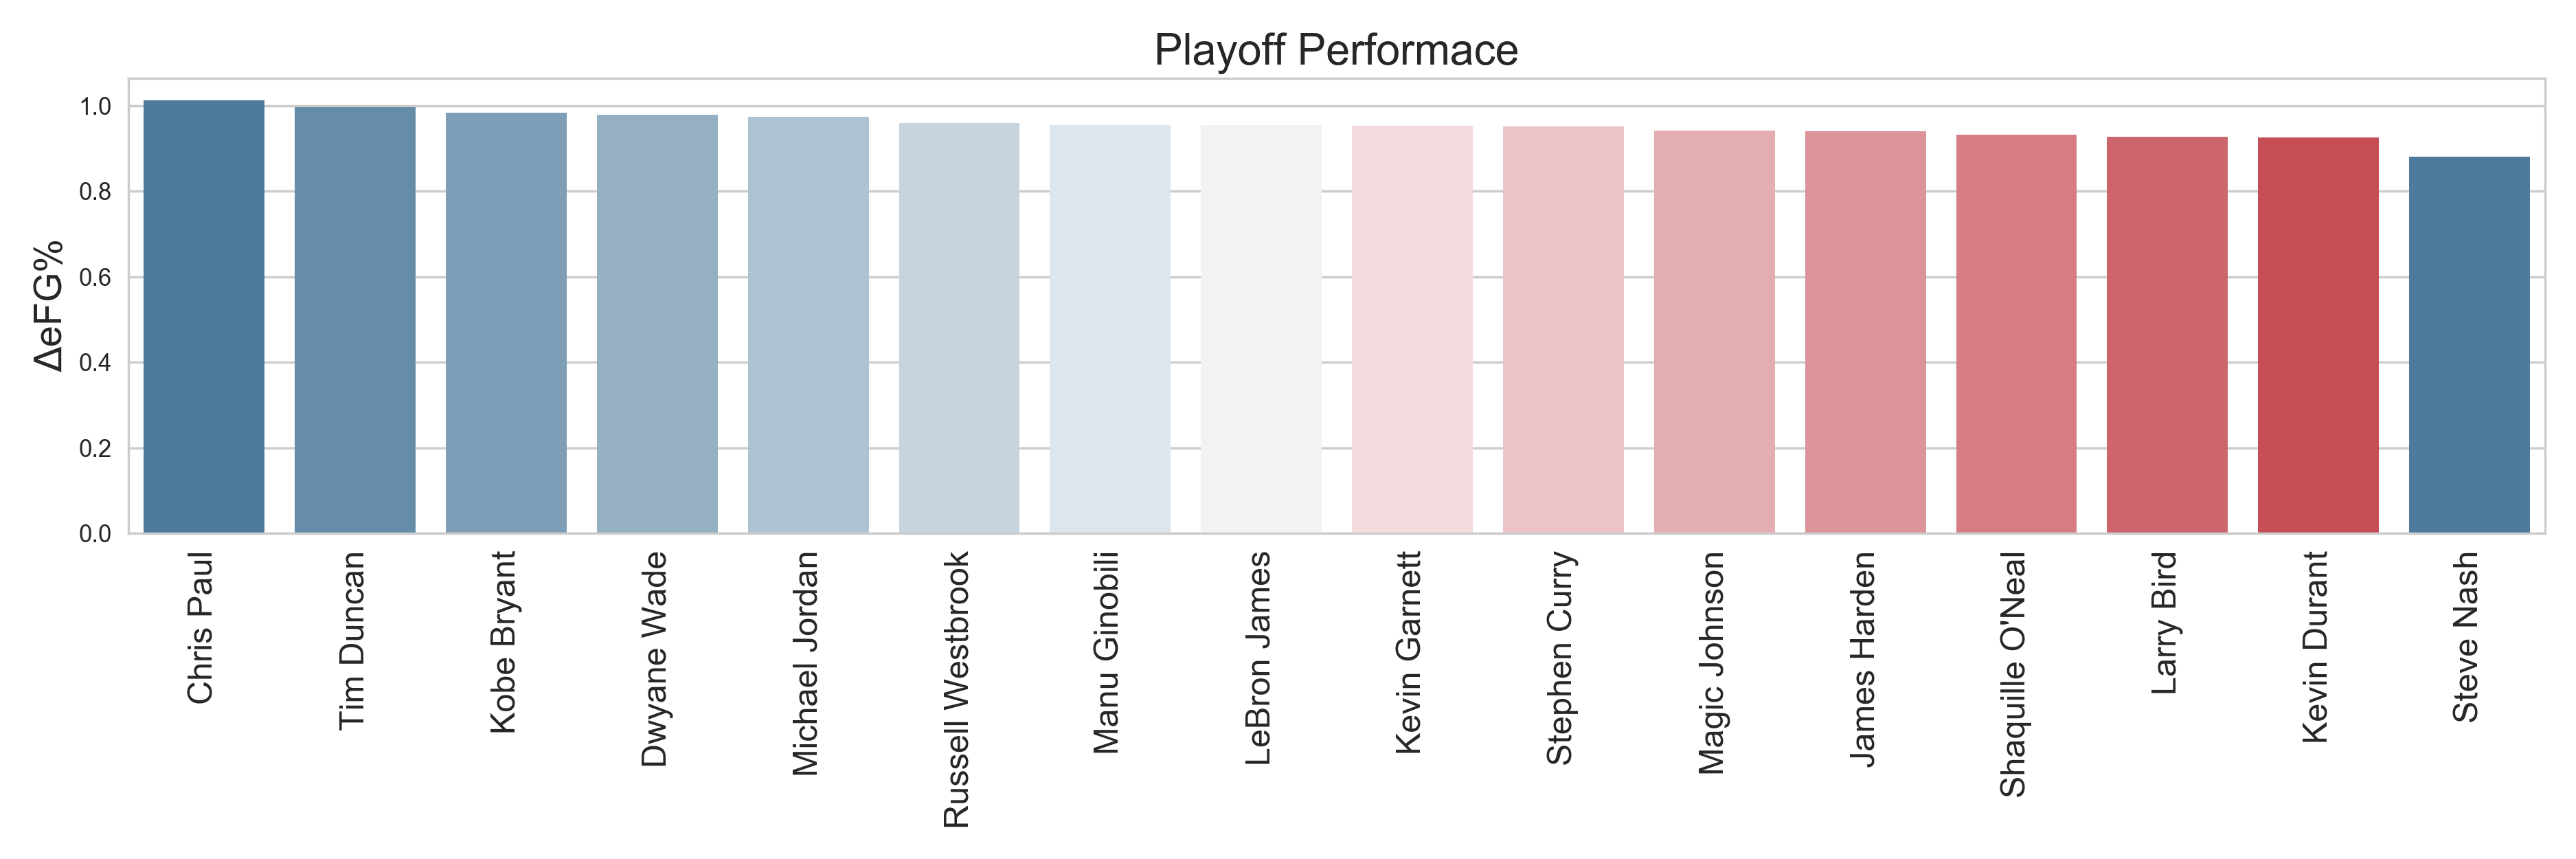 Playoff Performace
ΔeFG%
1.0
0.8
0.6
0.4
0.2
0.0
Chris Paul
Tim Duncan
Kobe Bryant
Dwyane Wade
Michael Jordan
Russell Westbrook
Manu Ginobili
LeBron James
Kevin Garnett
Stephen Curry
Magic Johnson
James Harden
Shaquille O'Neal
Larry Bird
Kevin Durant
Steve Nash